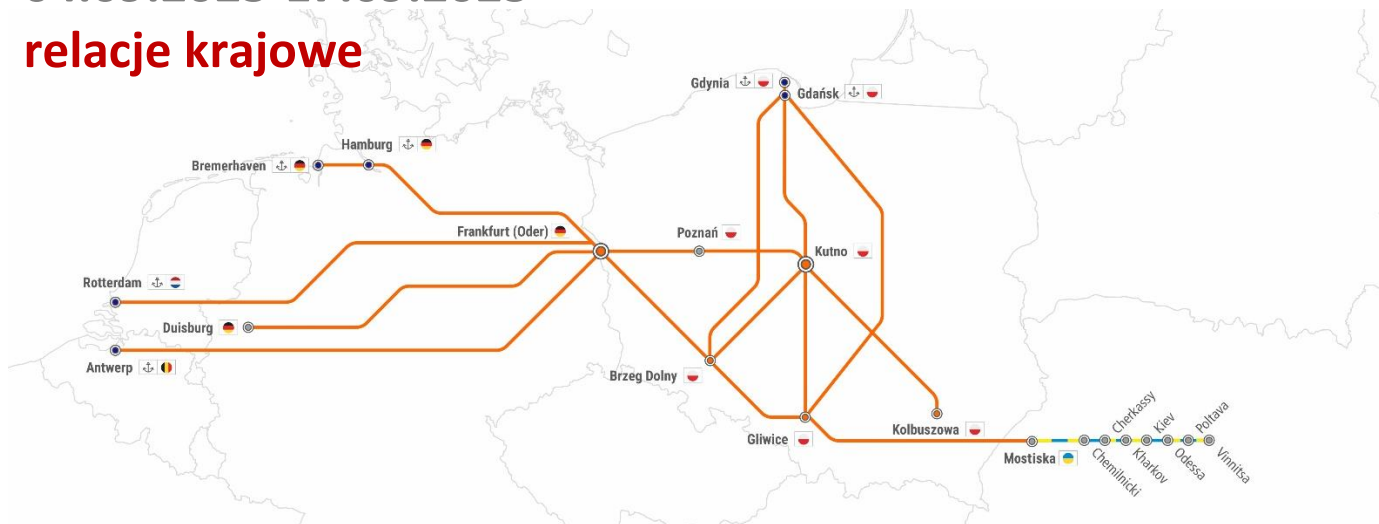 relacje krajowe
Gdynia
Gdańsk
Hamburg
Bremerhaven
Frankfurt (Oder)
Poznań
Kutno
Rotterdam
Duisburg
Antwerp
Brzeg Dolny
Gliwice
Kolbuszowa
Mostiska
Chemilnicki
Cherkassy
Kharkov
Kiev
Odessa
Poltava
Vinnitsa